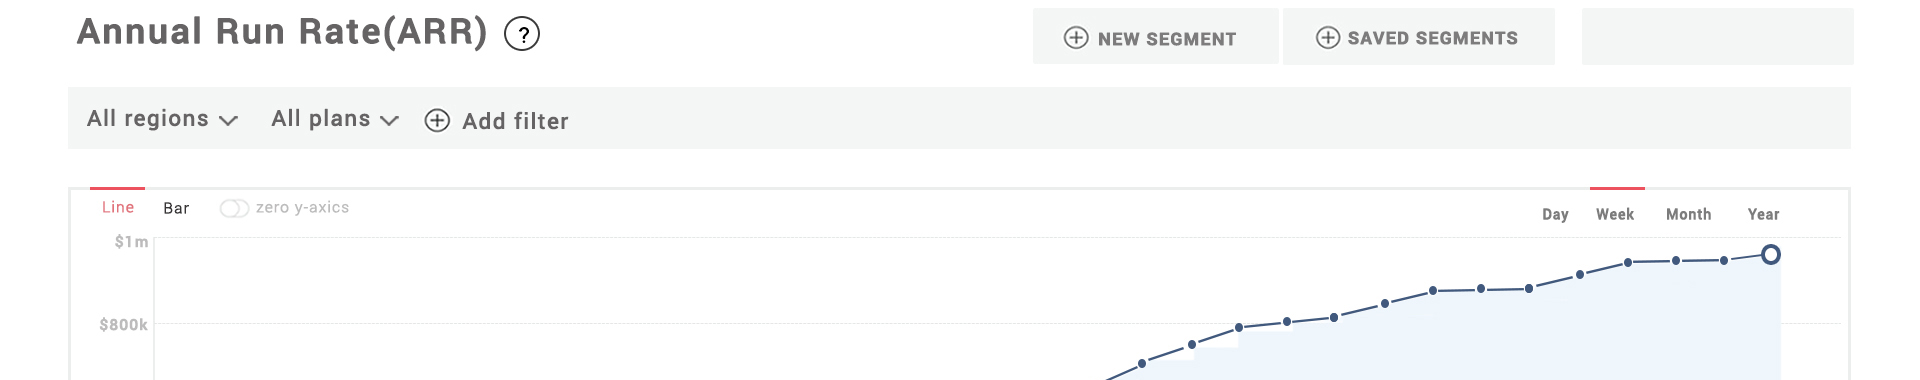 Annual Run Rate(ARR) ?
NEW SEGMENT
SAVED SEGMENTS
All regions
All plans
Add filter
Line
Bar
zero y-axics
Day
Week
Month
Year
$1m
$800k